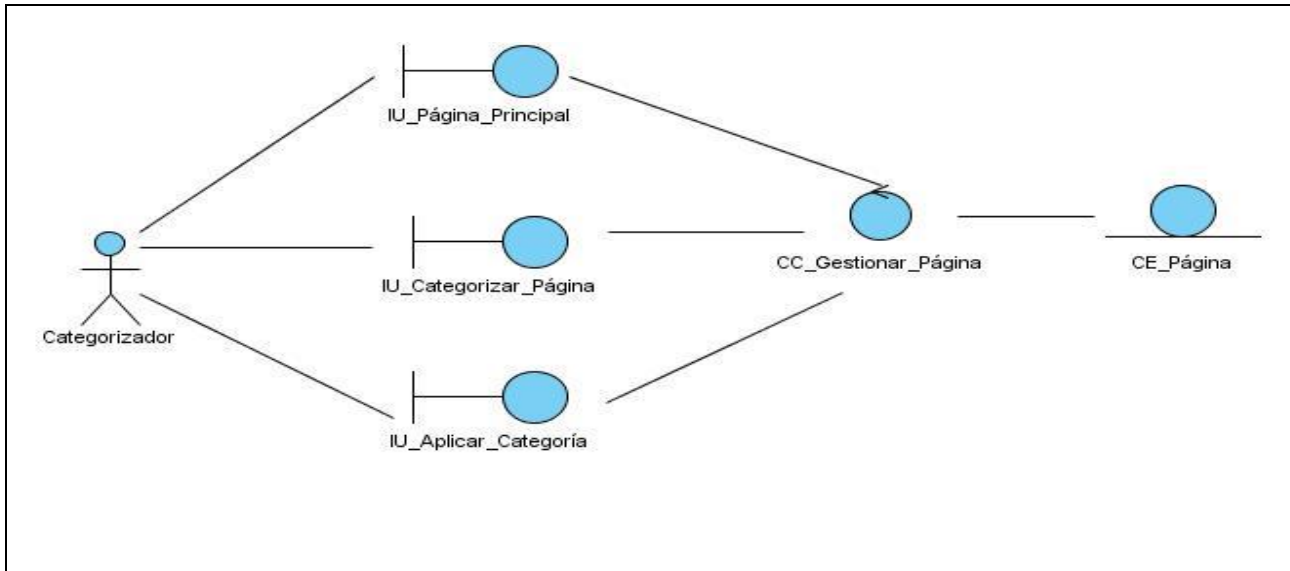 IU_Página_Principal
Categorizador
IU_Categorizar_Página
CC_Gestionar_Página
CE_Página
IU_Aplicar_Categoría